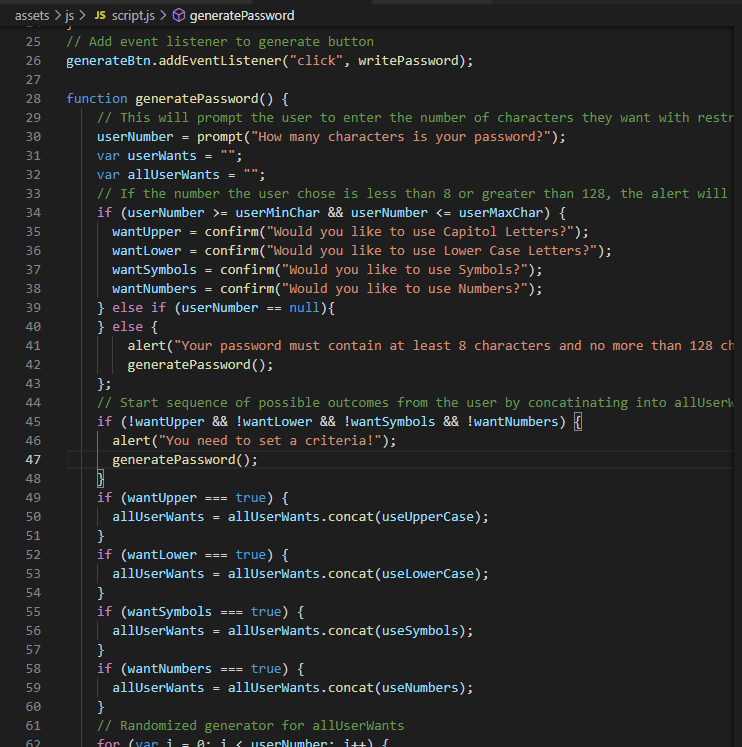 assets > js > JS script.js > generatePassword
25 // Add event listener to generate button
26 generateBtn.addEventListener("click", writePassword);
27
28 function generatePassword() {
29 // This will prompt the user to enter the number of characters they want with restr
30 userNumber = prompt("How many characters is your password?");
31 var userWants = "";
32 var allUserWants = "";
33 // If the number the user chose is less than 8 or greater than 128, the alert will
34 if (userNumber >= userMinChar && userNumber <= userMaxChar) {
35 wantUpper = confirm("Would you like to use Capitol Letters?");
36 wantLower = confirm("Would you like to use Lower Case Letters?");
37 wantSymbols = confirm("Would you like to use Symbols?");
38 wantNumbers = confirm("Would you like to use Numbers?");
39 } else if (userNumber == null){
40 } else {
41 alert("Your password must contain at least 8 characters and no more than 128 ch
42 generatePassword();
43 };
44 // Start sequence of possible outcomes from the user by concatinating into allUserW
45 if (!wantUpper && !wantLower && !wantSymbols && !wantNumbers) {
46 alert("You need to set a criteria!");
47 generatePassword();
48 }
49 if (wantUpper === true) {
50 allUserWants = allUserWants.concat(useUpperCase);
51 }
52 if (wantLower === true) {
53 allUserWants = allUserWants.concat(useLowerCase);
54 }
55 if (wantSymbols === true) {
56 allUserWants = allUserWants.concat(useSymbols);
57 }
58 if (wantNumbers === true) {
59 allUserWants = allUserWants.concat(useNumbers);
60 }
61 // Randomized generator for allUserWants
62 for (var i = 0; i < userNumber; i++) {